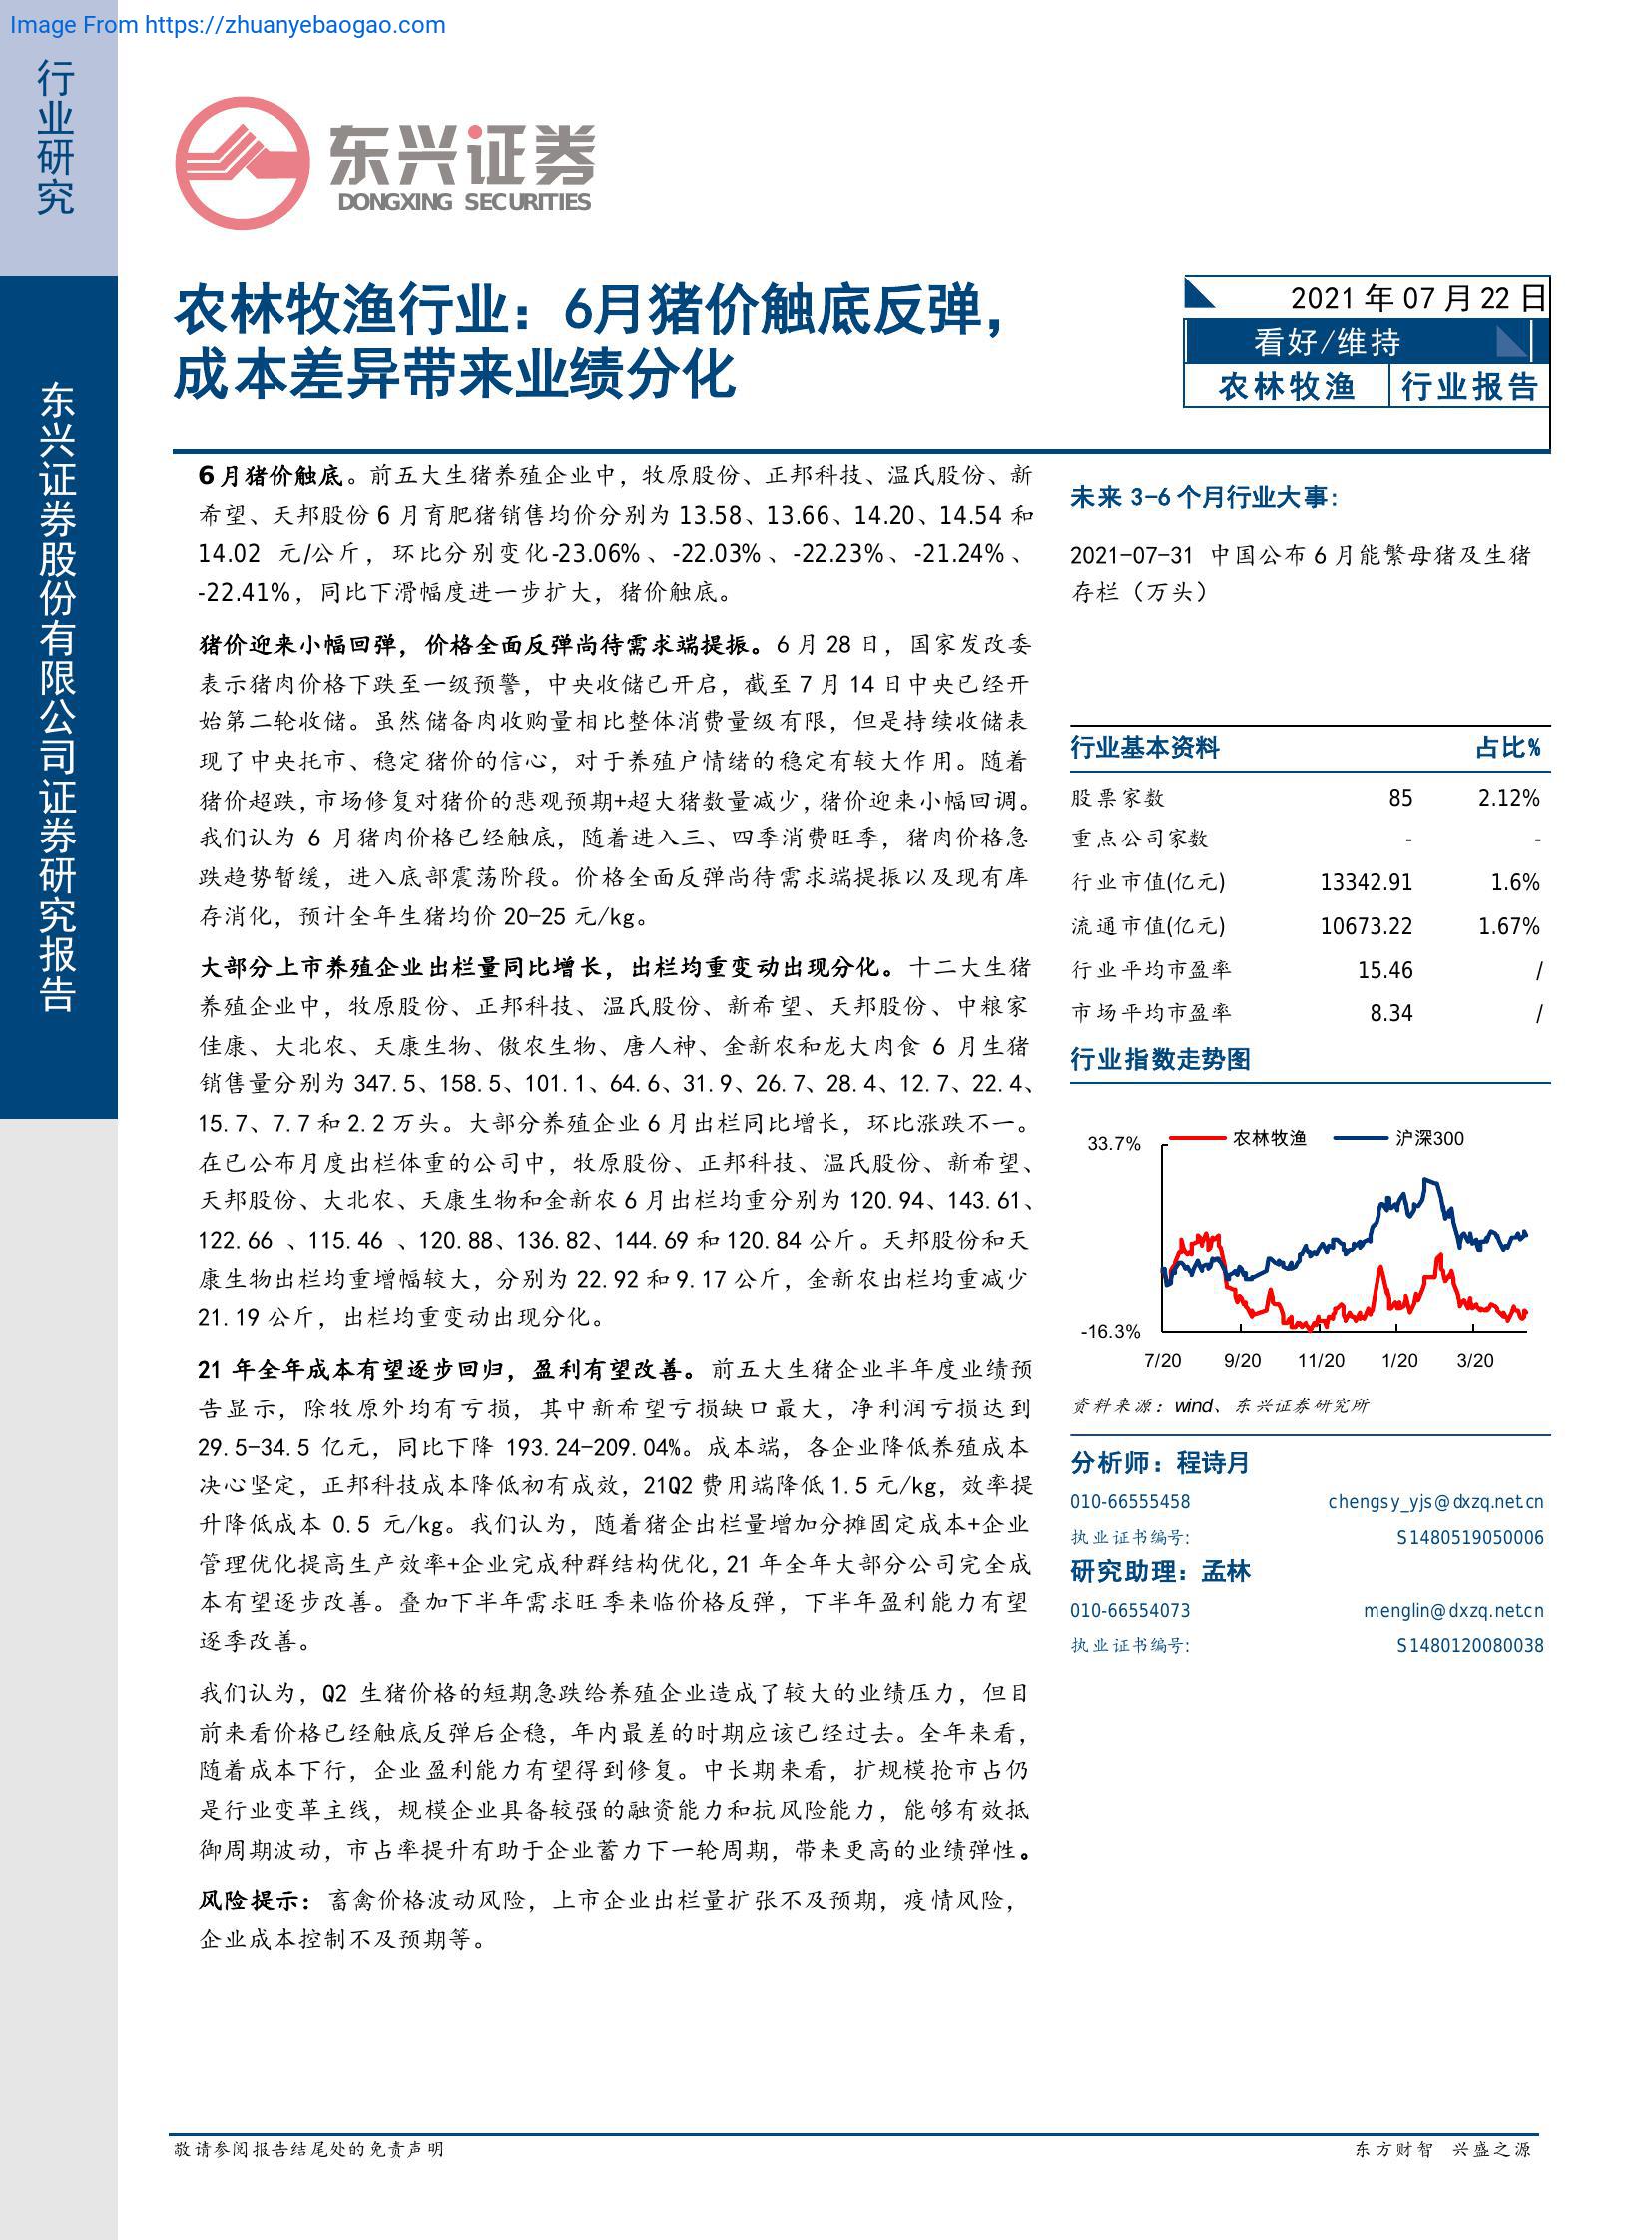 Image From https://zhuanyebaogao.com
行业研究
东兴证券股份有限公司证券研究报告
东兴证券
DONGXING SECURITIES
农林牧渔行业：6月猪价触底反弹，
成本差异带来业绩分化
2021 年 07 月 22 日
看好/维持
农林牧渔 行业报告
6 月猪价触底。前五大生猪养殖企业中，牧原股份、正邦科技、温氏股份、新
希望、天邦股份 6 月育肥猪销售均价分别为 13.58、13.66、14.20、14.54 和
14.02 元/公斤，环比分别变化-23.06%、-22.03%、-22.23%、-21.24%、
-22.41%，同比下滑幅度进一步扩大，猪价触底。
猪价迎来小幅回弹，价格全面反弹尚待需求端提振。6 月 28 日，国家发改委
表示猪肉价格下跌至一级预警，中央收储已开启，截至 7 月 14 日中央已经开
始第二轮收储。虽然储备肉收购量相比整体消费量级有限，但是持续收储表
现了中央托市、稳定猪价的信心，对于养殖户情绪的稳定有较大作用。随着
猪价超跌，市场修复对猪价的悲观预期+超大猪数量减少，猪价迎来小幅回调。
我们认为 6 月猪肉价格已经触底，随着进入三、四季消费旺季，猪肉价格急
跌趋势暂缓，进入底部震荡阶段。价格全面反弹尚待需求端提振以及现有库
存消化，预计全年生猪均价 20-25 元/kg。
大部分上市养殖企业出栏量同比增长，出栏均重变动出现分化。十二大生猪
养殖企业中，牧原股份、正邦科技、温氏股份、新希望、天邦股份、中粮家
佳康、大北农、天康生物、傲农生物、唐人神、金新农和龙大肉食 6 月生猪
销售量分别为 347.5、158.5、101.1、64.6、31.9、26.7、28.4、12.7、22.4、
15.7、7.7 和 2.2 万头。大部分养殖企业 6 月出栏同比增长，环比涨跌不一。
在已公布月度出栏体重的公司中，牧原股份、正邦科技、温氏股份、新希望、
天邦股份、大北农、天康生物和金新农 6 月出栏均重分别为 120.94、143.61、
122.66 、115.46 、120.88、136.82、144.69 和 120.84 公斤。天邦股份和天
康生物出栏均重增幅较大，分别为 22.92 和 9.17 公斤，金新农出栏均重减少
21.19 公斤，出栏均重变动出现分化。
21 年全年成本有望逐步回归，盈利有望改善。前五大生猪企业半年度业绩预
告显示，除牧原外均有亏损，其中新希望亏损缺口最大，净利润亏损达到
29.5-34.5 亿元，同比下降 193.24-209.04%。成本端，各企业降低养殖成本
决心坚定，正邦科技成本降低初有成效，21Q2 费用端降低 1.5 元/kg，效率提
升降低成本 0.5 元/kg。我们认为，随着猪企出栏量增加分摊固定成本+企业
管理优化提高生产效率+企业完成种群结构优化，21 年全年大部分公司完全成
本有望逐步改善。叠加下半年需求旺季来临价格反弹，下半年盈利能力有望
逐季改善。
我们认为，Q2 生猪价格的短期急跌给养殖企业造成了较大的业绩压力，但目
前来看价格已经触底反弹后企稳，年内最差的时期应该已经过去。全年来看，
随着成本下行，企业盈利能力有望得到修复。中长期来看，扩规模抢市占仍
是行业变革主线，规模企业具备较强的融资能力和抗风险能力，能够有效抵
御周期波动，市占率提升有助于企业蓄力下一轮周期，带来更高的业绩弹性。
风险提示：畜禽价格波动风险，上市企业出栏量扩张不及预期，疫情风险，
企业成本控制不及预期等。
未来 3-6 个月行业大事：
2021-07-31 中国公布 6 月能繁母猪及生猪
存栏（万头）
行业基本资料 占比%
股票家数 85 2.12%
重点公司家数 - -
行业市值(亿元) 13342.91 1.6%
流通市值(亿元) 10673.22 1.67%
行业平均市盈率 15.46 /
市场平均市盈率 8.34 /
行业指数走势图
农林牧渔 沪深300
33.7%
-16.3%
7/20 9/20 11/20 1/20 3/20
资料来源：wind、东兴证券研究所
分析师：程诗月
010-66555458 chengsy_yjs@dxzq.net.cn
执业证书编号: S1480519050006
研究助理：孟林
010-66554073 menglin@dxzq.net.cn
执业证书编号: S1480120080038
敬请参阅报告结尾处的免责声明
东方财智 兴盛之源